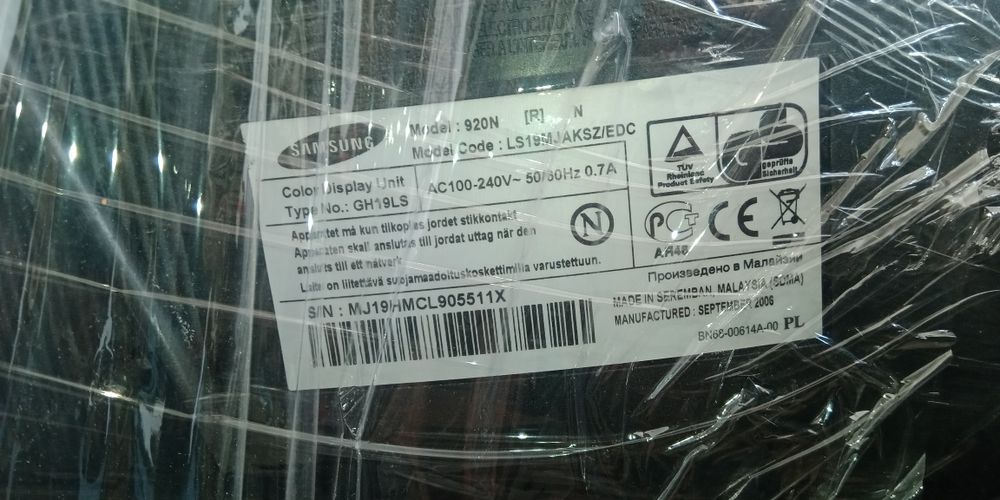 SAMSUNG
Model : 920N [R] N
Model Code : LS19MJAKSZ/EDC
Color Display Unit
Type No.: GH19LS
AC100-240V~ 50/60Hz 0.7A
Apparatet må kun tilkoples jordet stikkontakt
Apparaten skall anslutas till jordat uttag när den
ansluts till ett nätverk
Laite on liitettävä suojamaadoituskoskettimilla varustettuun.
S/N : MJ19HMCL905511X
TÜV
Rheinland
Product Safety
geprüfte
Sicherheit
N
PCT
CE
Произведено в Малайзии
MADE IN SEREMBAN, MALAYSIA (SDMA)
MANUFACTURED : SEPTEMBER 2006
BN68-00614A-00 PL